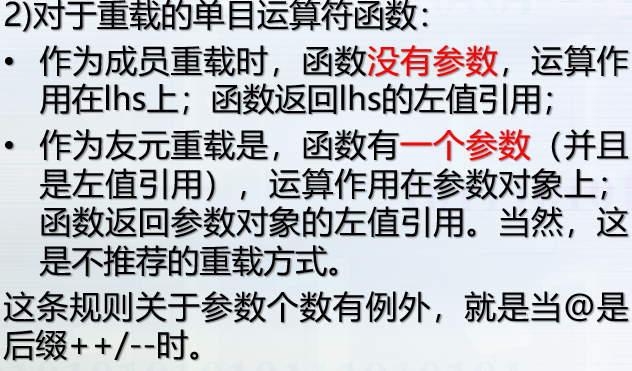 2)对于重载的单目运算符函数：
• 作为成员重载时，函数没有参数，运算作
用在lhs上；函数返回lhs的左值引用；
• 作为友元重载是，函数有一个参数（并且
是左值引用），运算作用在参数对象上；
函数返回参数对象的左值引用。当然，这
是不推荐的重载方式。
这条规则关于参数个数有例外，就是当@是
后缀++/--时。